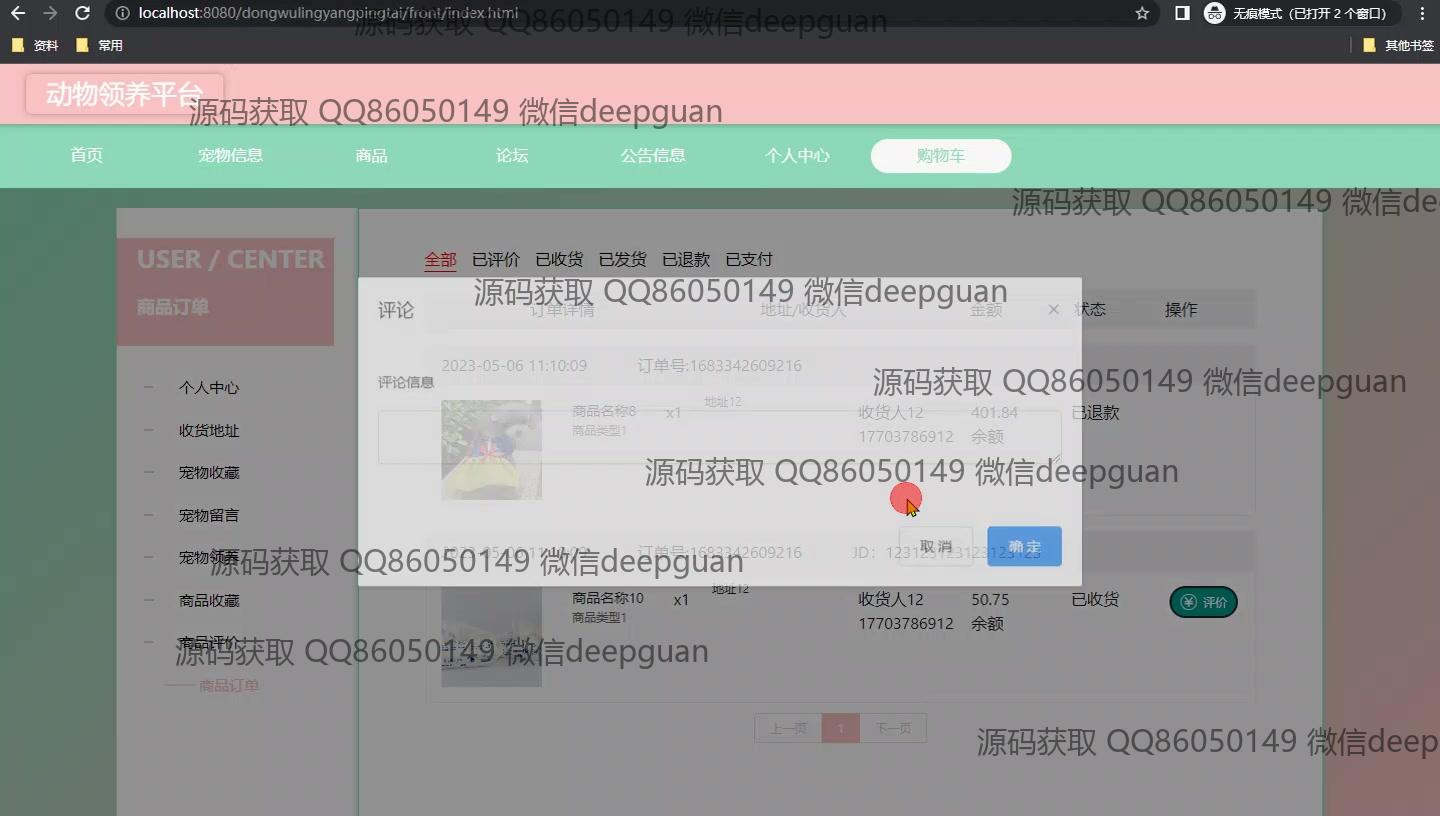 localhost:8080/dongwulingyangpingtai/front/index.html
无痕模式（已打开 2 个窗口）
源码获取 QQ86050149 微信deepguan
资料 常用 其他书签
动物领养平台
源码获取 QQ86050149 微信deepguan
首页 宠物信息 商品 论坛 公告信息 个人中心 购物车
源码获取 QQ86050149 微信de
USER / CENTER
商品订单
全部 已评价 已收货 已发货 已退款 已支付
源码获取 QQ86050149 微信deepguan
评论
订单详情 地址/收货人 金额 × 状态 操作
2023-05-06 11:10:09 订单号:1683342609216
评论信息
源码获取 QQ86050149 微信deepguan
个人中心
商品名称8 x1 地址12 收货人12 401.84 已退款
商品类型1 17703786912 余额
收货地址
源码获取 QQ86050149 微信deepguan
宠物收藏
宠物留言
取 消 确 定
订单号:1683342609216 JD：123123123123123123
宠物领养
源码获取 QQ86050149 微信deepguan
商品名称10 x1 地址12 收货人12 50.75 已收货 评价
商品类型1 17703786912 余额
商品收藏
商品评价
源码获取 QQ86050149 微信deepguan
商品订单
上一页 1 下一页
源码获取 QQ86050149 微信deep